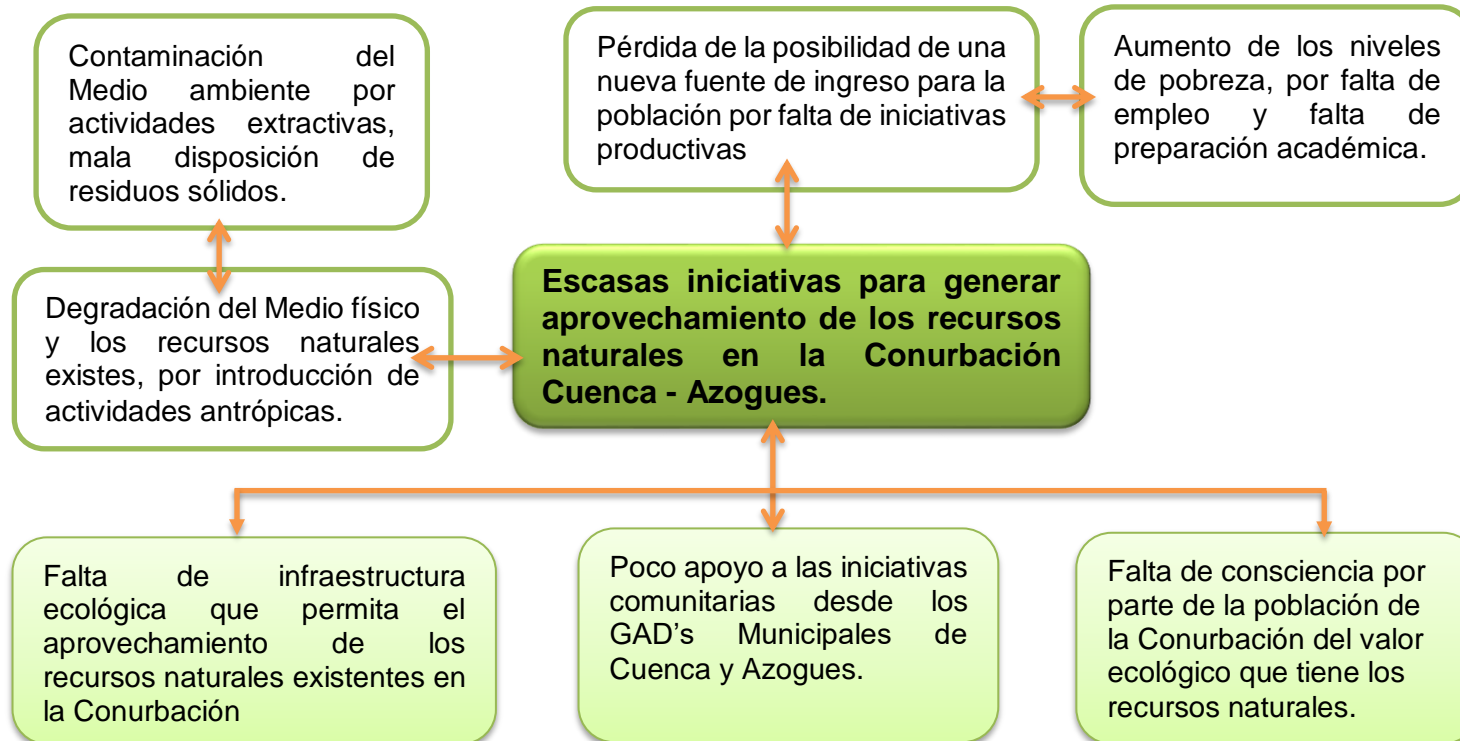 Contaminación del
Medio ambiente por
actividades extractivas,
mala disposición de
residuos sólidos.
Pérdida de la posibilidad de una
nueva fuente de ingreso para la
población por falta de iniciativas
productivas
Aumento de los niveles
de pobreza, por falta de
empleo y falta de
preparación académica.
Degradación del Medio físico
y los recursos naturales
existes, por introducción de
actividades antrópicas.
Escasas iniciativas para generar
aprovechamiento de los recursos
naturales en la Conurbación
Cuenca - Azogues.
Falta de infraestructura
ecológica que permita el
aprovechamiento de los
recursos naturales existentes en
la Conurbación
Poco apoyo a las iniciativas
comunitarias desde los
GAD’s Municipales de
Cuenca y Azogues.
Falta de consciencia por
parte de la población de
la Conurbación del valor
ecológico que tiene los
recursos naturales.